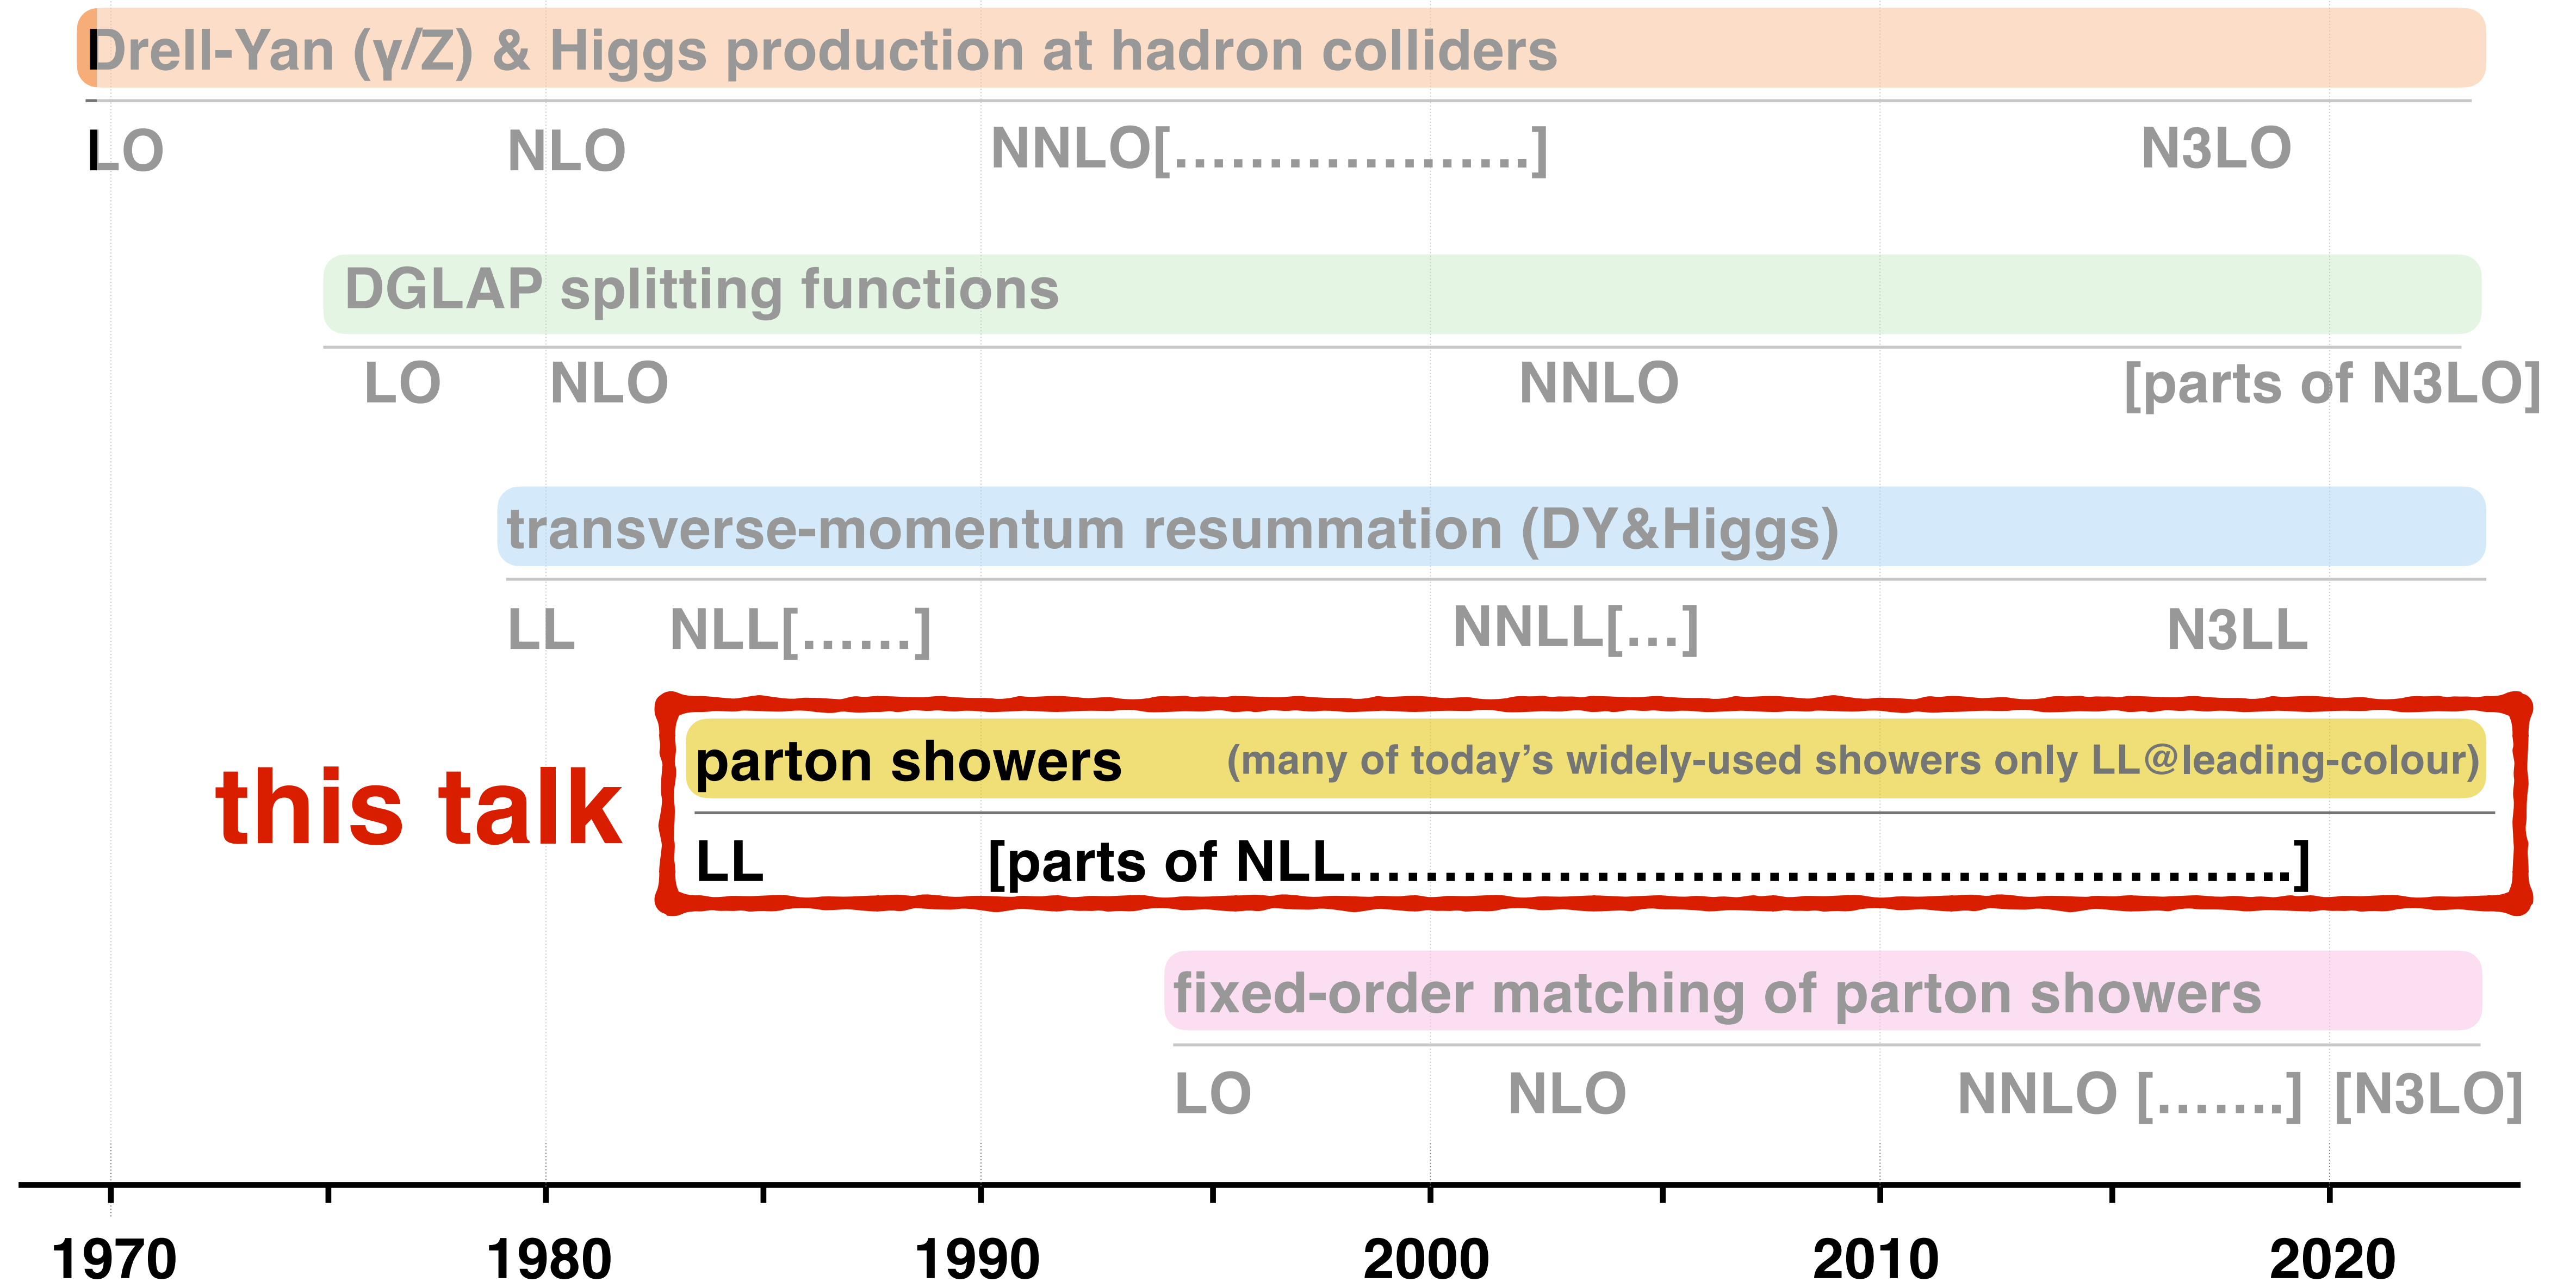 Drell-Yan (γ/Z) & Higgs production at hadron colliders
LO NLO NNLO[...................] N3LO
DGLAP splitting functions
LO NLO NNLO [parts of N3LO]
transverse-momentum resummation (DY&Higgs)
LL NLL[……] NNLL[…] N3LL
this talk
parton showers (many of today’s widely-used showers only LL@leading-colour)
LL [parts of NLL.....................................................]
fixed-order matching of parton showers
LO NLO NNLO [.......] [N3LO]
1970 1980 1990 2000 2010 2020